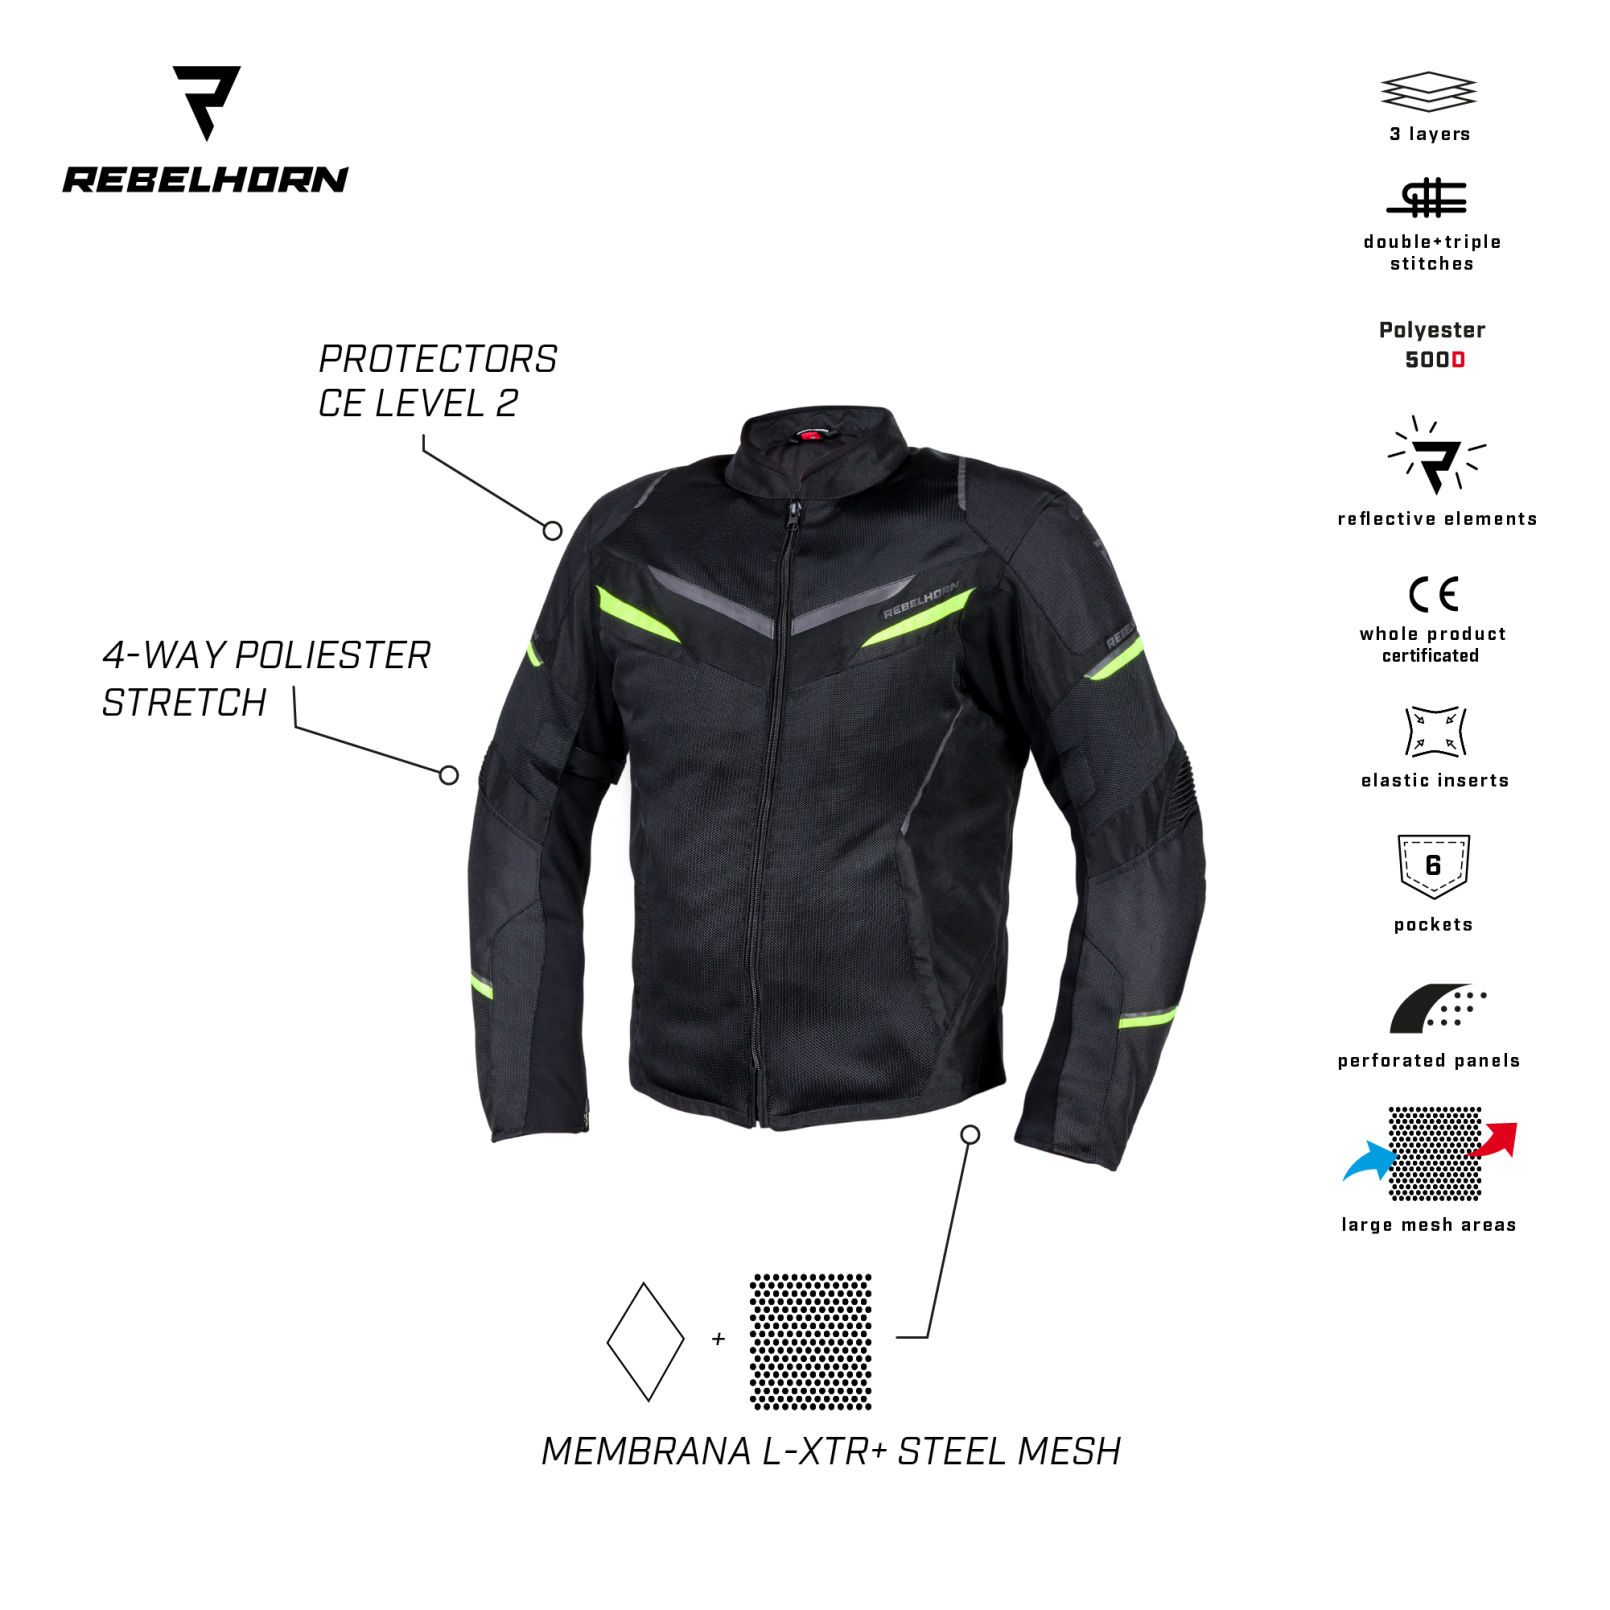 REBELHORN
3 layers
double+triple
stitches
Polyester
500D
reflective elements
CE
whole product
certificated
elastic inserts
6
pockets
perforated panels
large mesh areas
PROTECTORS
CE LEVEL 2
4-WAY POLIESTER
STRETCH
REBELHORN
REBELH
MEMBRANA L-XTR+ STEEL MESH
+